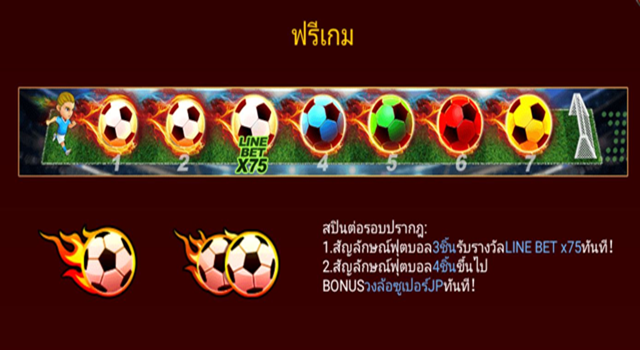 ฟรีเกม
LINE
BET
X75
1 2 4 5 6 7
สปินต่อรอบปรากฎ:
1.สัญลักษณ์ฟุตบอล3ชิ้นรับรางวัลLINE BET x75ทันที!
2.สัญลักษณ์ฟุตบอล4ชิ้นขึ้นไป
BONUSวงล้อซูเปอร์JPทันที!